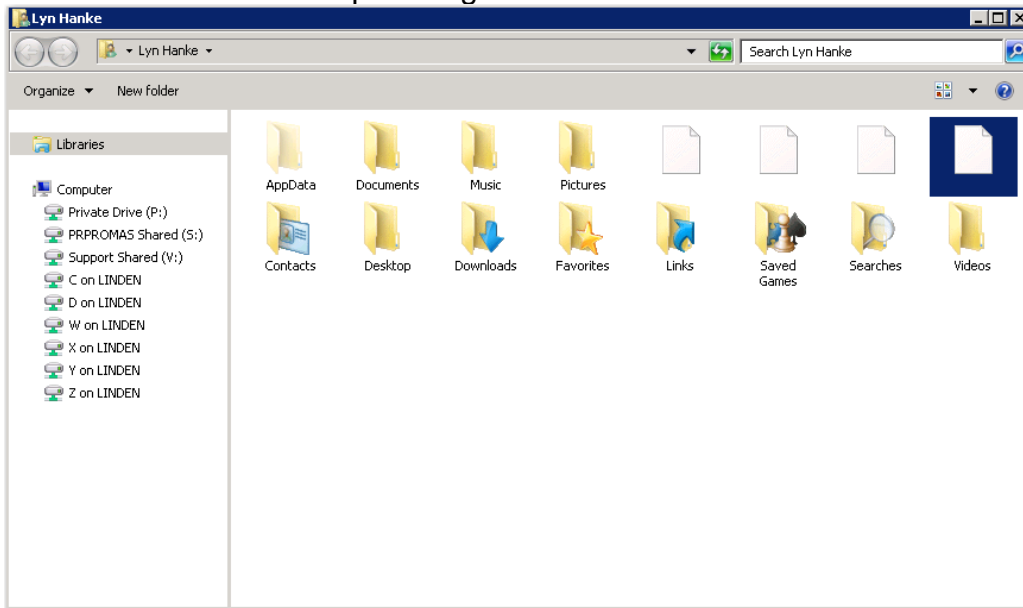 Lyn Hanke
Lyn Hanke
Search Lyn Hanke
Organize
New folder
Libraries
Computer
Private Drive (P:)
PRPROMAS Shared (S:)
Support Shared (V:)
C on LINDEN
D on LINDEN
W on LINDEN
X on LINDEN
Y on LINDEN
Z on LINDEN
AppData
Documents
Music
Pictures
Contacts
Desktop
Downloads
Favorites
Links
Saved
Games
Searches
Videos